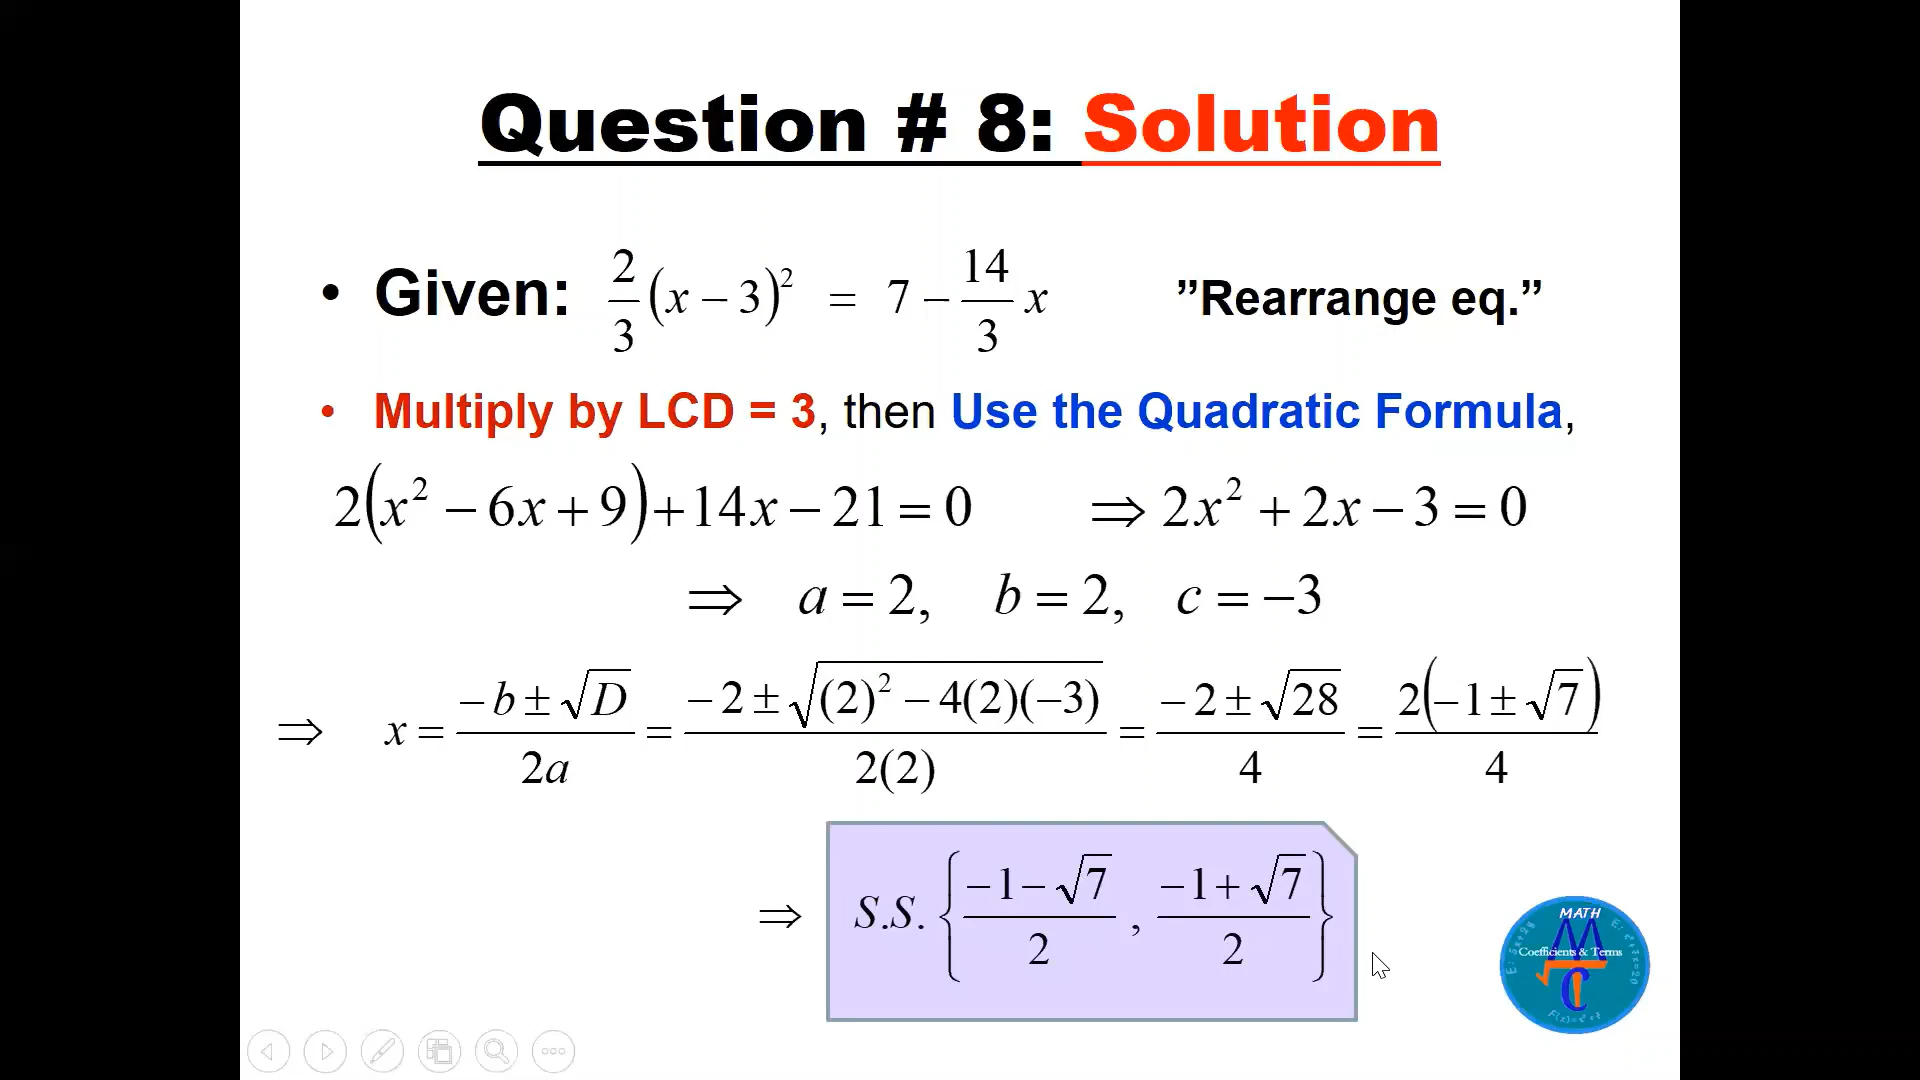 Question # 8: Solution
• Given: 2/3 (x − 3)² = 7 − 14/3 x ”Rearrange eq.”
• Multiply by LCD = 3, then Use the Quadratic Formula,
2(x² − 6x + 9) + 14x − 21 = 0 ⇒ 2x² + 2x − 3 = 0
⇒ a = 2, b = 2, c = −3
⇒ x = (−b ± √D)/2a = (−2 ± √((2)² − 4(2)(−3)))/2(2) = (−2 ± √28)/4 = 2(−1 ± √7)/4
⇒ S.S. {(−1 − √7)/2 , (−1 + √7)/2}
MATH
Coefficients & Terms